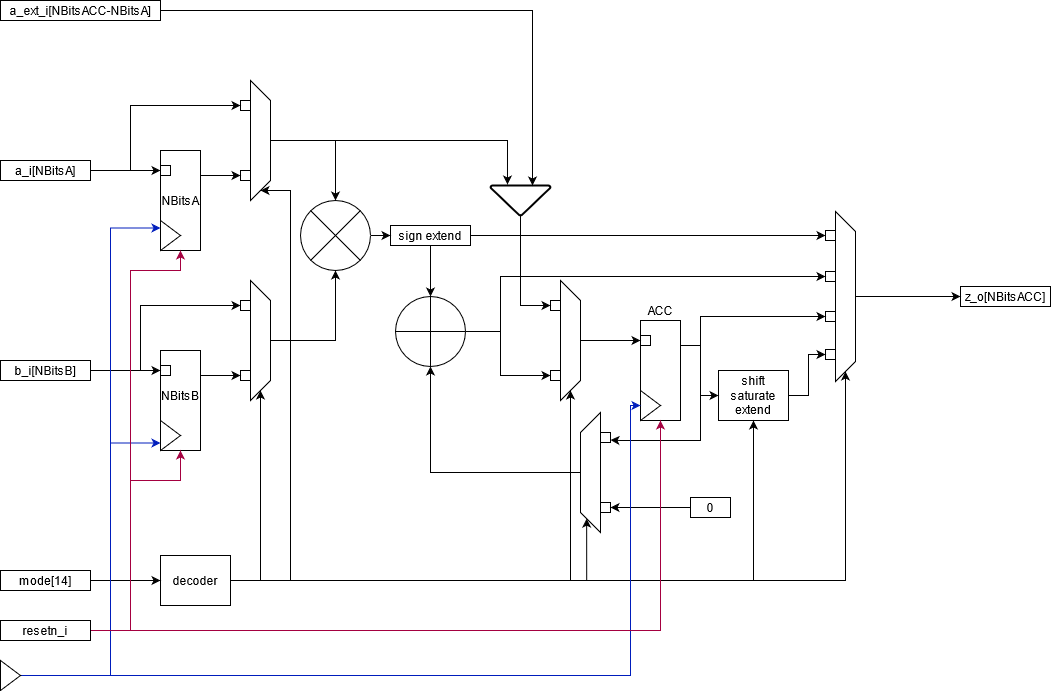 a_ext_i[NBitsACC-NBitsA]
a_i[NBitsA]
NBitsA
sign extend
z_o[NBitsACC]
ACC
b_i[NBitsB]
NBitsB
shift
saturate
extend
0
mode[14]
decoder
resetn_i